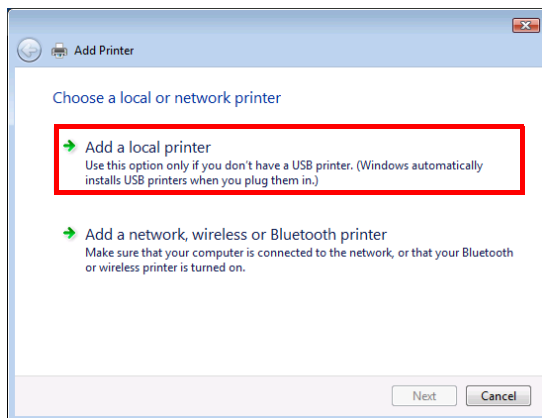 Add Printer
Choose a local or network printer
Add a local printer
Use this option only if you don't have a USB printer. (Windows automatically
installs USB printers when you plug them in.)
Add a network, wireless or Bluetooth printer
Make sure that your computer is connected to the network, or that your Bluetooth
or wireless printer is turned on.
Next Cancel